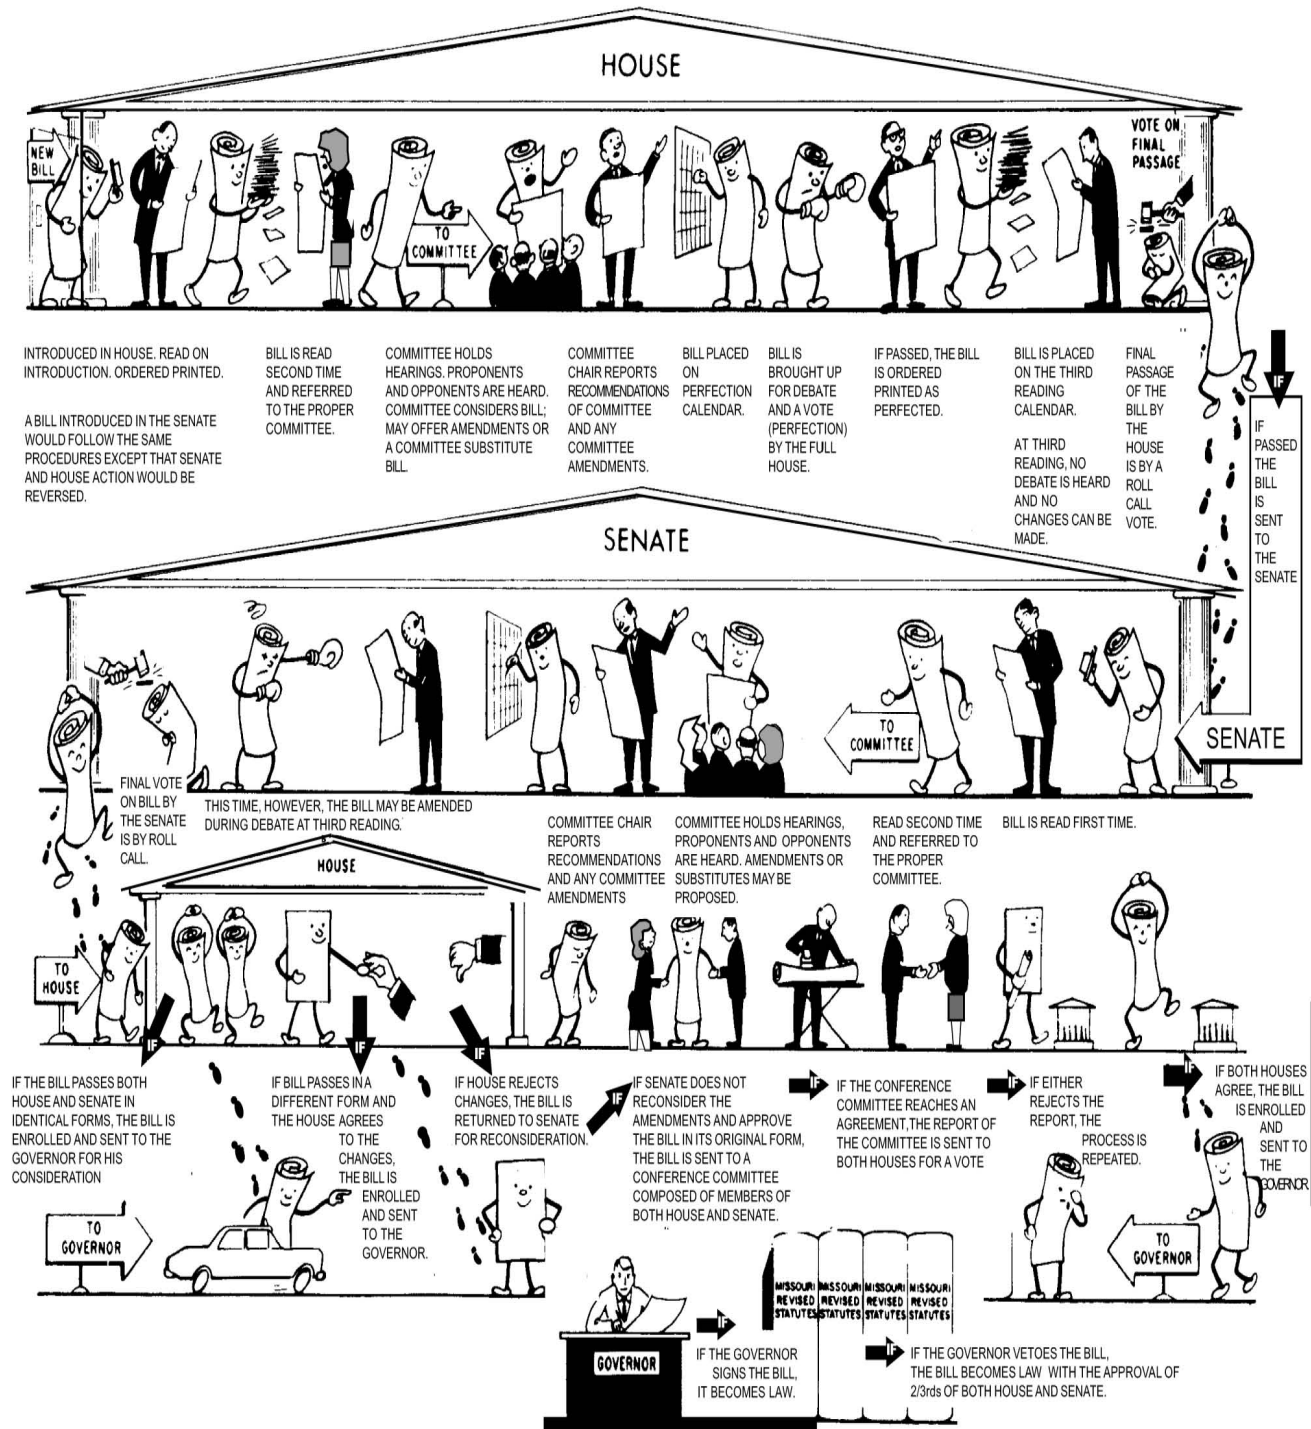 HOUSE
NEW
BILL
TO
COMMITTEE
VOTE ON
FINAL
PASSAGE
INTRODUCED IN HOUSE. READ ON
INTRODUCTION. ORDERED PRINTED.
A BILL INTRODUCED IN THE SENATE
WOULD FOLLOW THE SAME
PROCEDURES EXCEPT THAT SENATE
AND HOUSE ACTION WOULD BE
REVERSED.
BILL IS READ
SECOND TIME
AND REFERRED
TO THE PROPER
COMMITTEE.
COMMITTEE HOLDS
HEARINGS. PROPONENTS
AND OPPONENTS ARE HEARD.
COMMITTEE CONSIDERS BILL;
MAY OFFER AMENDMENTS OR
A COMMITTEE SUBSTITUTE
BILL.
COMMITTEE
CHAIR REPORTS
RECOMMENDATIONS
OF COMMITTEE
AND ANY
COMMITTEE
AMENDMENTS.
BILL PLACED
ON
PERFECTION
CALENDAR.
BILL IS
BROUGHT UP
FOR DEBATE
AND A VOTE
(PERFECTION)
BY THE FULL
HOUSE.
IF PASSED, THE BILL
IS ORDERED
PRINTED AS
PERFECTED.
BILL IS PLACED
ON THE THIRD
READING
CALENDAR.
AT THIRD
READING, NO
DEBATE IS HEARD
AND NO
CHANGES CAN BE
MADE.
FINAL
PASSAGE
OF THE
BILL BY
THE
HOUSE
IS BY A
ROLL
CALL
VOTE.
IF
IF
PASSED
THE
BILL
IS
SENT
TO
THE
SENATE
SENATE
SENATE
TO
COMMITTEE
FINAL VOTE
ON BILL BY
THE SENATE
IS BY ROLL
CALL.
THIS TIME, HOWEVER, THE BILL MAY BE AMENDED
DURING DEBATE AT THIRD READING.
COMMITTEE CHAIR
REPORTS
RECOMMENDATIONS
AND ANY COMMITTEE
AMENDMENTS
COMMITTEE HOLDS HEARINGS,
PROPONENTS AND OPPONENTS
ARE HEARD. AMENDMENTS OR
SUBSTITUTES MAY BE
PROPOSED.
READ SECOND TIME
AND REFERRED TO
THE PROPER
COMMITTEE.
BILL IS READ FIRST TIME.
HOUSE
TO
HOUSE
IF
IF THE BILL PASSES BOTH
HOUSE AND SENATE IN
IDENTICAL FORMS, THE BILL IS
ENROLLED AND SENT TO THE
GOVERNOR FOR HIS
CONSIDERATION
IF
IF BILL PASSES IN A
DIFFERENT FORM AND
THE HOUSE AGREES
TO THE
CHANGES,
THE BILL IS
ENROLLED
AND SENT
TO THE
GOVERNOR.
IF
IF HOUSE REJECTS
CHANGES, THE BILL IS
RETURNED TO SENATE
FOR RECONSIDERATION.
IF
IF SENATE DOES NOT
RECONSIDER THE
AMENDMENTS AND APPROVE
THE BILL IN ITS ORIGINAL FORM,
THE BILL IS SENT TO A
CONFERENCE COMMITTEE
COMPOSED OF MEMBERS OF
BOTH HOUSE AND SENATE.
IF
IF THE CONFERENCE
COMMITTEE REACHES AN
AGREEMENT, THE REPORT OF
THE COMMITTEE IS SENT TO
BOTH HOUSES FOR A VOTE
IF
IF EITHER
REJECTS THE
REPORT, THE
PROCESS IS
REPEATED.
IF
IF BOTH HOUSES
AGREE, THE BILL
IS ENROLLED
AND
SENT TO
THE
GOVERNOR
TO
GOVERNOR
TO
GOVERNOR
GOVERNOR
IF
IF THE GOVERNOR
SIGNS THE BILL,
IT BECOMES LAW.
MISSOURI REVISED STATUTES
MISSOURI REVISED STATUTES
MISSOURI REVISED STATUTES
MISSOURI REVISED STATUTES
IF
IF THE GOVERNOR VETOES THE BILL,
THE BILL BECOMES LAW WITH THE APPROVAL OF
2/3rds OF BOTH HOUSE AND SENATE.